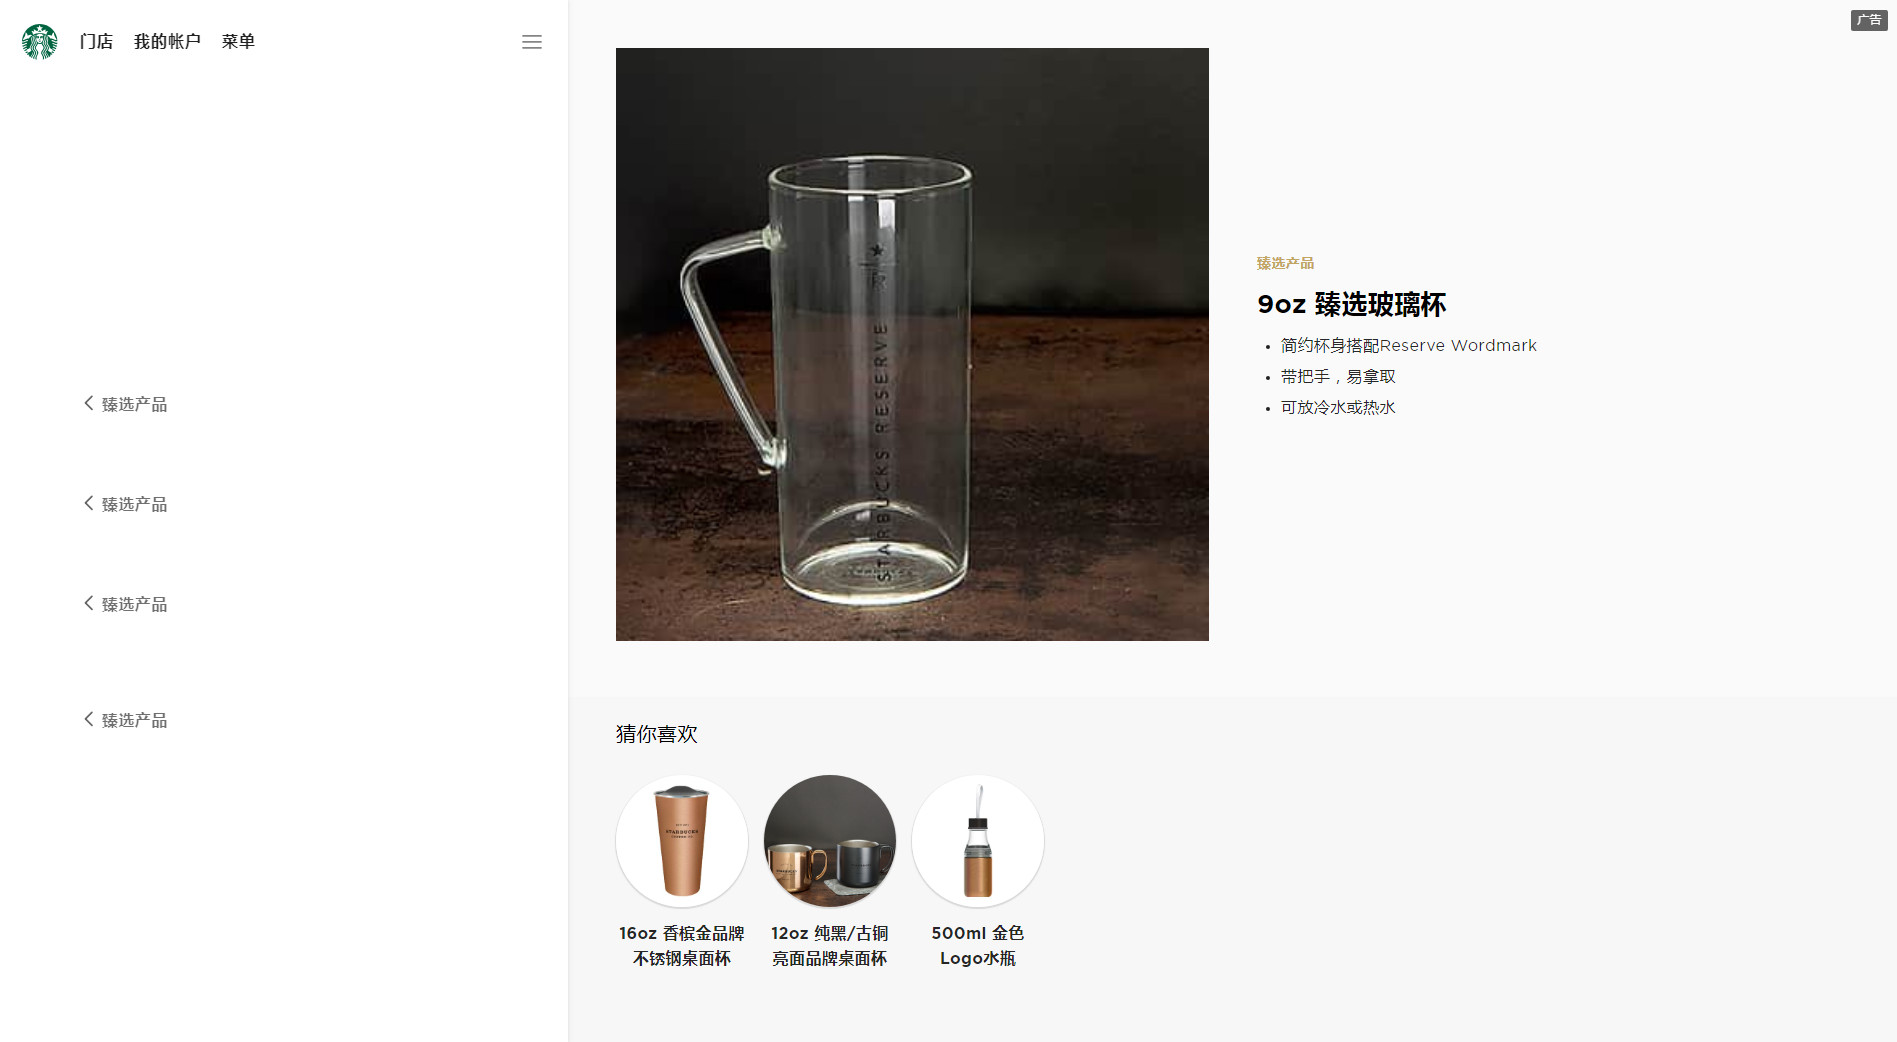 门店 我的帐户 菜单
广告
臻选产品
臻选产品
臻选产品
臻选产品
STARBUCKS RESERVE
臻选产品
9oz 臻选玻璃杯
简约杯身搭配Reserve Wordmark
带把手，易拿取
可放冷水或热水
猜你喜欢
STARBUCKS
16oz 香槟金品牌
不锈钢桌面杯
12oz 纯黑/古铜
亮面品牌桌面杯
500ml 金色
Logo水瓶